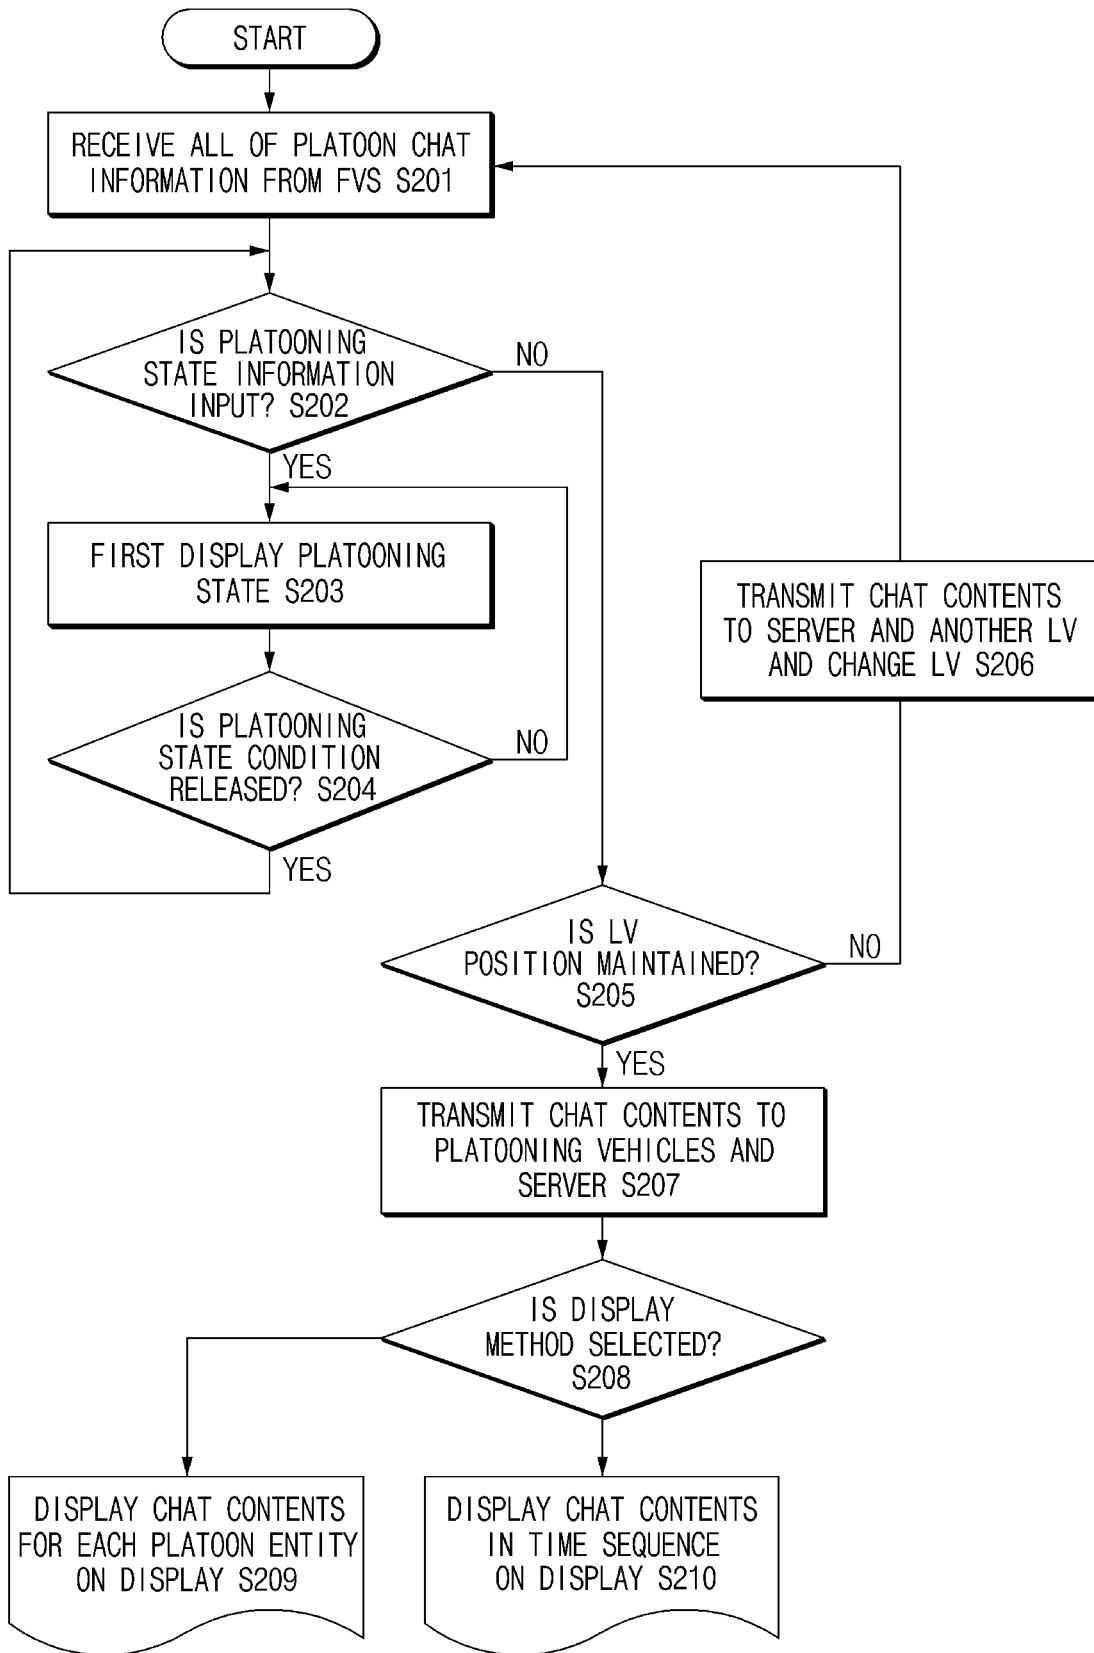 START
RECEIVE ALL OF PLATOON CHAT
INFORMATION FROM FVS S201
IS PLATOONING
STATE INFORMATION
INPUT? S202
NO
YES
FIRST DISPLAY PLATOONING
STATE S203
TRANSMIT CHAT CONTENTS
TO SERVER AND ANOTHER LV
AND CHANGE LV S206
IS PLATOONING
STATE CONDITION
RELEASED? S204
NO
YES
IS LV
POSITION MAINTAINED?
S205
NO
YES
TRANSMIT CHAT CONTENTS TO
PLATOONING VEHICLES AND
SERVER S207
IS DISPLAY
METHOD SELECTED?
S208
DISPLAY CHAT CONTENTS
FOR EACH PLATOON ENTITY
ON DISPLAY S209
DISPLAY CHAT CONTENTS
IN TIME SEQUENCE
ON DISPLAY S210